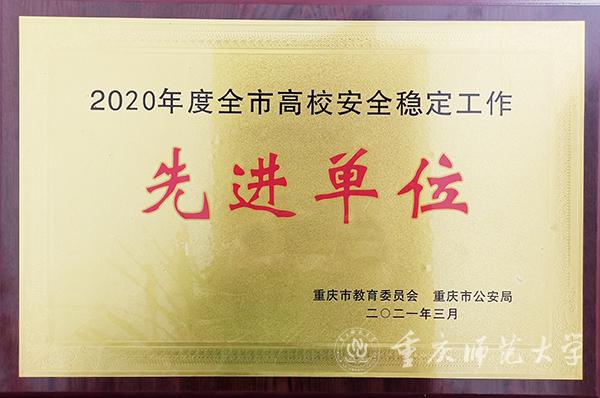 2020年度全市高校安全稳定工作
先进单位
重庆市教育委员会 重庆市公安局
二〇二一年三月
重庆师范大学